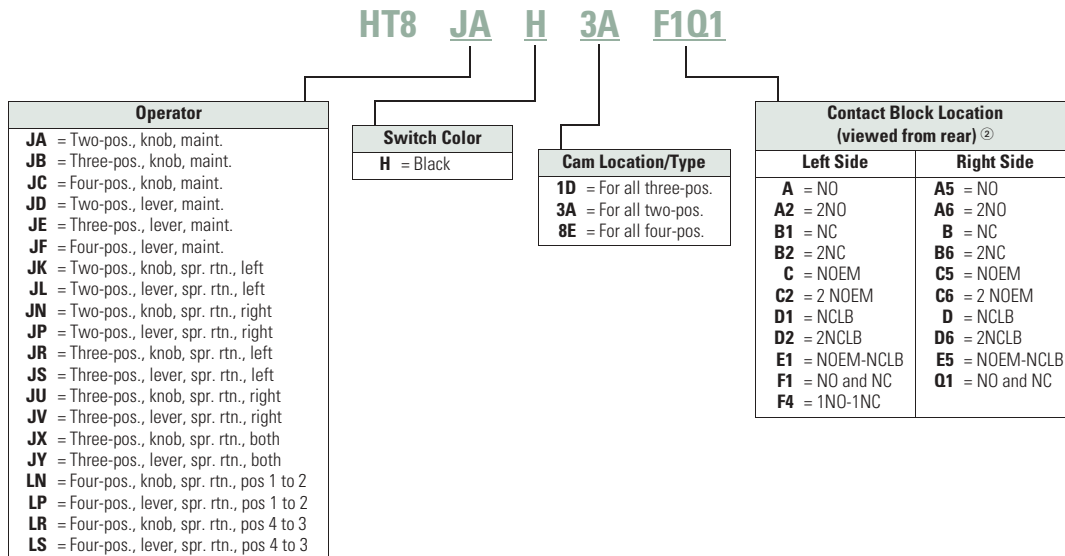 HT8 JA H 3A F1Q1
Operator
JA = Two-pos., knob, maint.
JB = Three-pos., knob, maint.
JC = Four-pos., knob, maint.
JD = Two-pos., lever, maint.
JE = Three-pos., lever, maint.
JF = Four-pos., lever, maint.
JK = Two-pos., knob, spr. rtn., left
JL = Two-pos., lever, spr. rtn., left
JN = Two-pos., knob, spr. rtn., right
JP = Two-pos., lever, spr. rtn., right
JR = Three-pos., knob, spr. rtn., left
JS = Three-pos., lever, spr. rtn., left
JU = Three-pos., knob, spr. rtn., right
JV = Three-pos., lever, spr. rtn., right
JX = Three-pos., knob, spr. rtn., both
JY = Three-pos., lever, spr. rtn., both
LN = Four-pos., knob, spr. rtn., pos 1 to 2
LP = Four-pos., lever, spr. rtn., pos 1 to 2
LR = Four-pos., knob, spr. rtn., pos 4 to 3
LS = Four-pos., lever, spr. rtn., pos 4 to 3
Switch Color
H = Black
Cam Location/Type
1D = For all three-pos.
3A = For all two-pos.
8E = For all four-pos.
Contact Block Location
(viewed from rear) ②
Left Side
A = NO
A2 = 2NO
B1 = NC
B2 = 2NC
C = NOEM
C2 = 2 NOEM
D1 = NCLB
D2 = 2NCLB
E1 = NOEM-NCLB
F1 = NO and NC
F4 = 1NO-1NC
Right Side
A5 = NO
A6 = 2NO
B = NC
B6 = 2NC
C5 = NOEM
C6 = 2 NOEM
D = NCLB
D6 = 2NCLB
E5 = NOEM-NCLB
Q1 = NO and NC